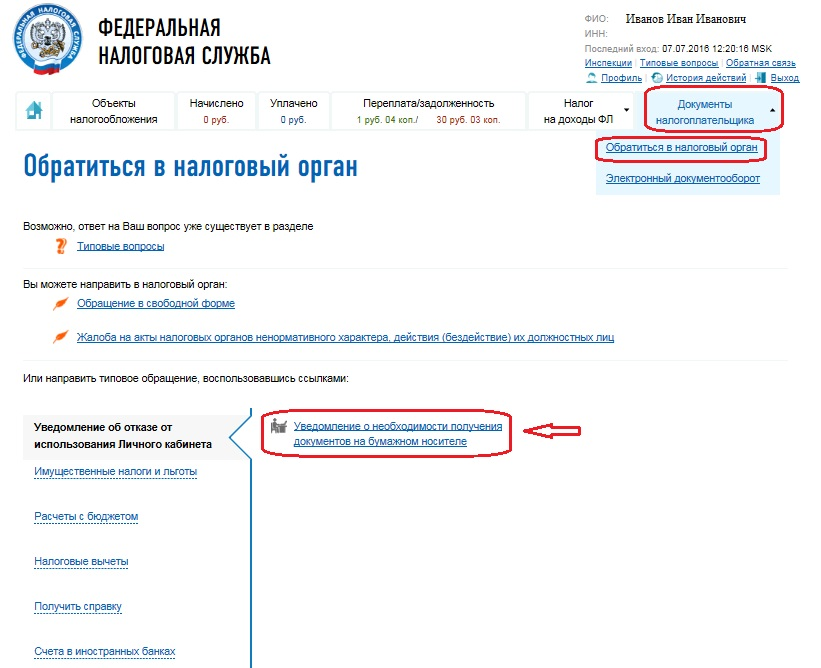 ФЕДЕРАЛЬНАЯ НАЛОГОВАЯ СЛУЖБА
ФЕДЕРАЛЬНАЯ
НАЛОГОВАЯ СЛУЖБА
ФИО: Иванов Иван Иванович
ИНН:
Последний вход: 07.07.2016 12:20:16 MSK
Инспекции | Типовые вопросы | Обратная связь
Профиль | История действий | Выход
Объекты
налогообложения
Начислено
0 руб.
Уплачено
0 руб.
Переплата/задолженность
1 руб. 04 коп./ 30 руб. 03 коп.
Налог
на доходы ФЛ
Документы
налогоплательщика
Обратиться в налоговый орган
Электронный документооборот
Обратиться в налоговый орган
Возможно, ответ на Ваш вопрос уже существует в разделе
Типовые вопросы
Вы можете направить в налоговый орган:
Обращение в свободной форме
Жалоба на акты налоговых органов ненормативного характера, действия (бездействие) их должностных лиц
Или направить типовое обращение, воспользовавшись ссылками:
Уведомление об отказе от
использования Личного кабинета
Уведомление о необходимости получения
документов на бумажном носителе
Имущественные налоги и льготы
Расчеты с бюджетом
Налоговые вычеты
Получить справку
Счета в иностранных банках